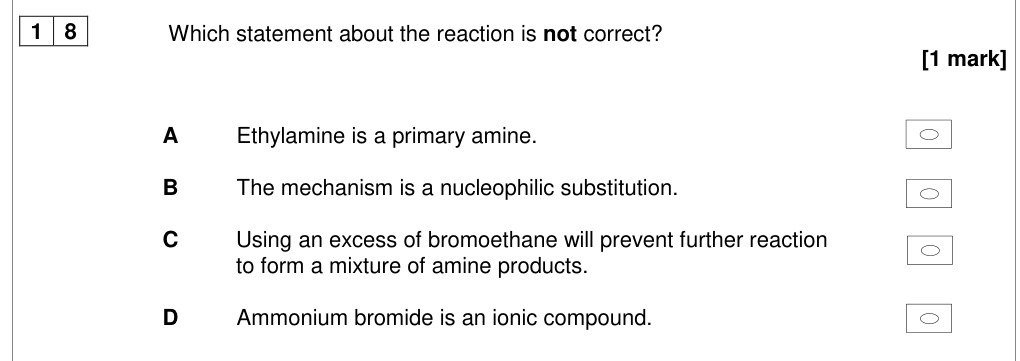 1 8 Which statement about the reaction is not correct?
[1 mark]
A Ethylamine is a primary amine.
B The mechanism is a nucleophilic substitution.
C Using an excess of bromoethane will prevent further reaction
to form a mixture of amine products.
D Ammonium bromide is an ionic compound.